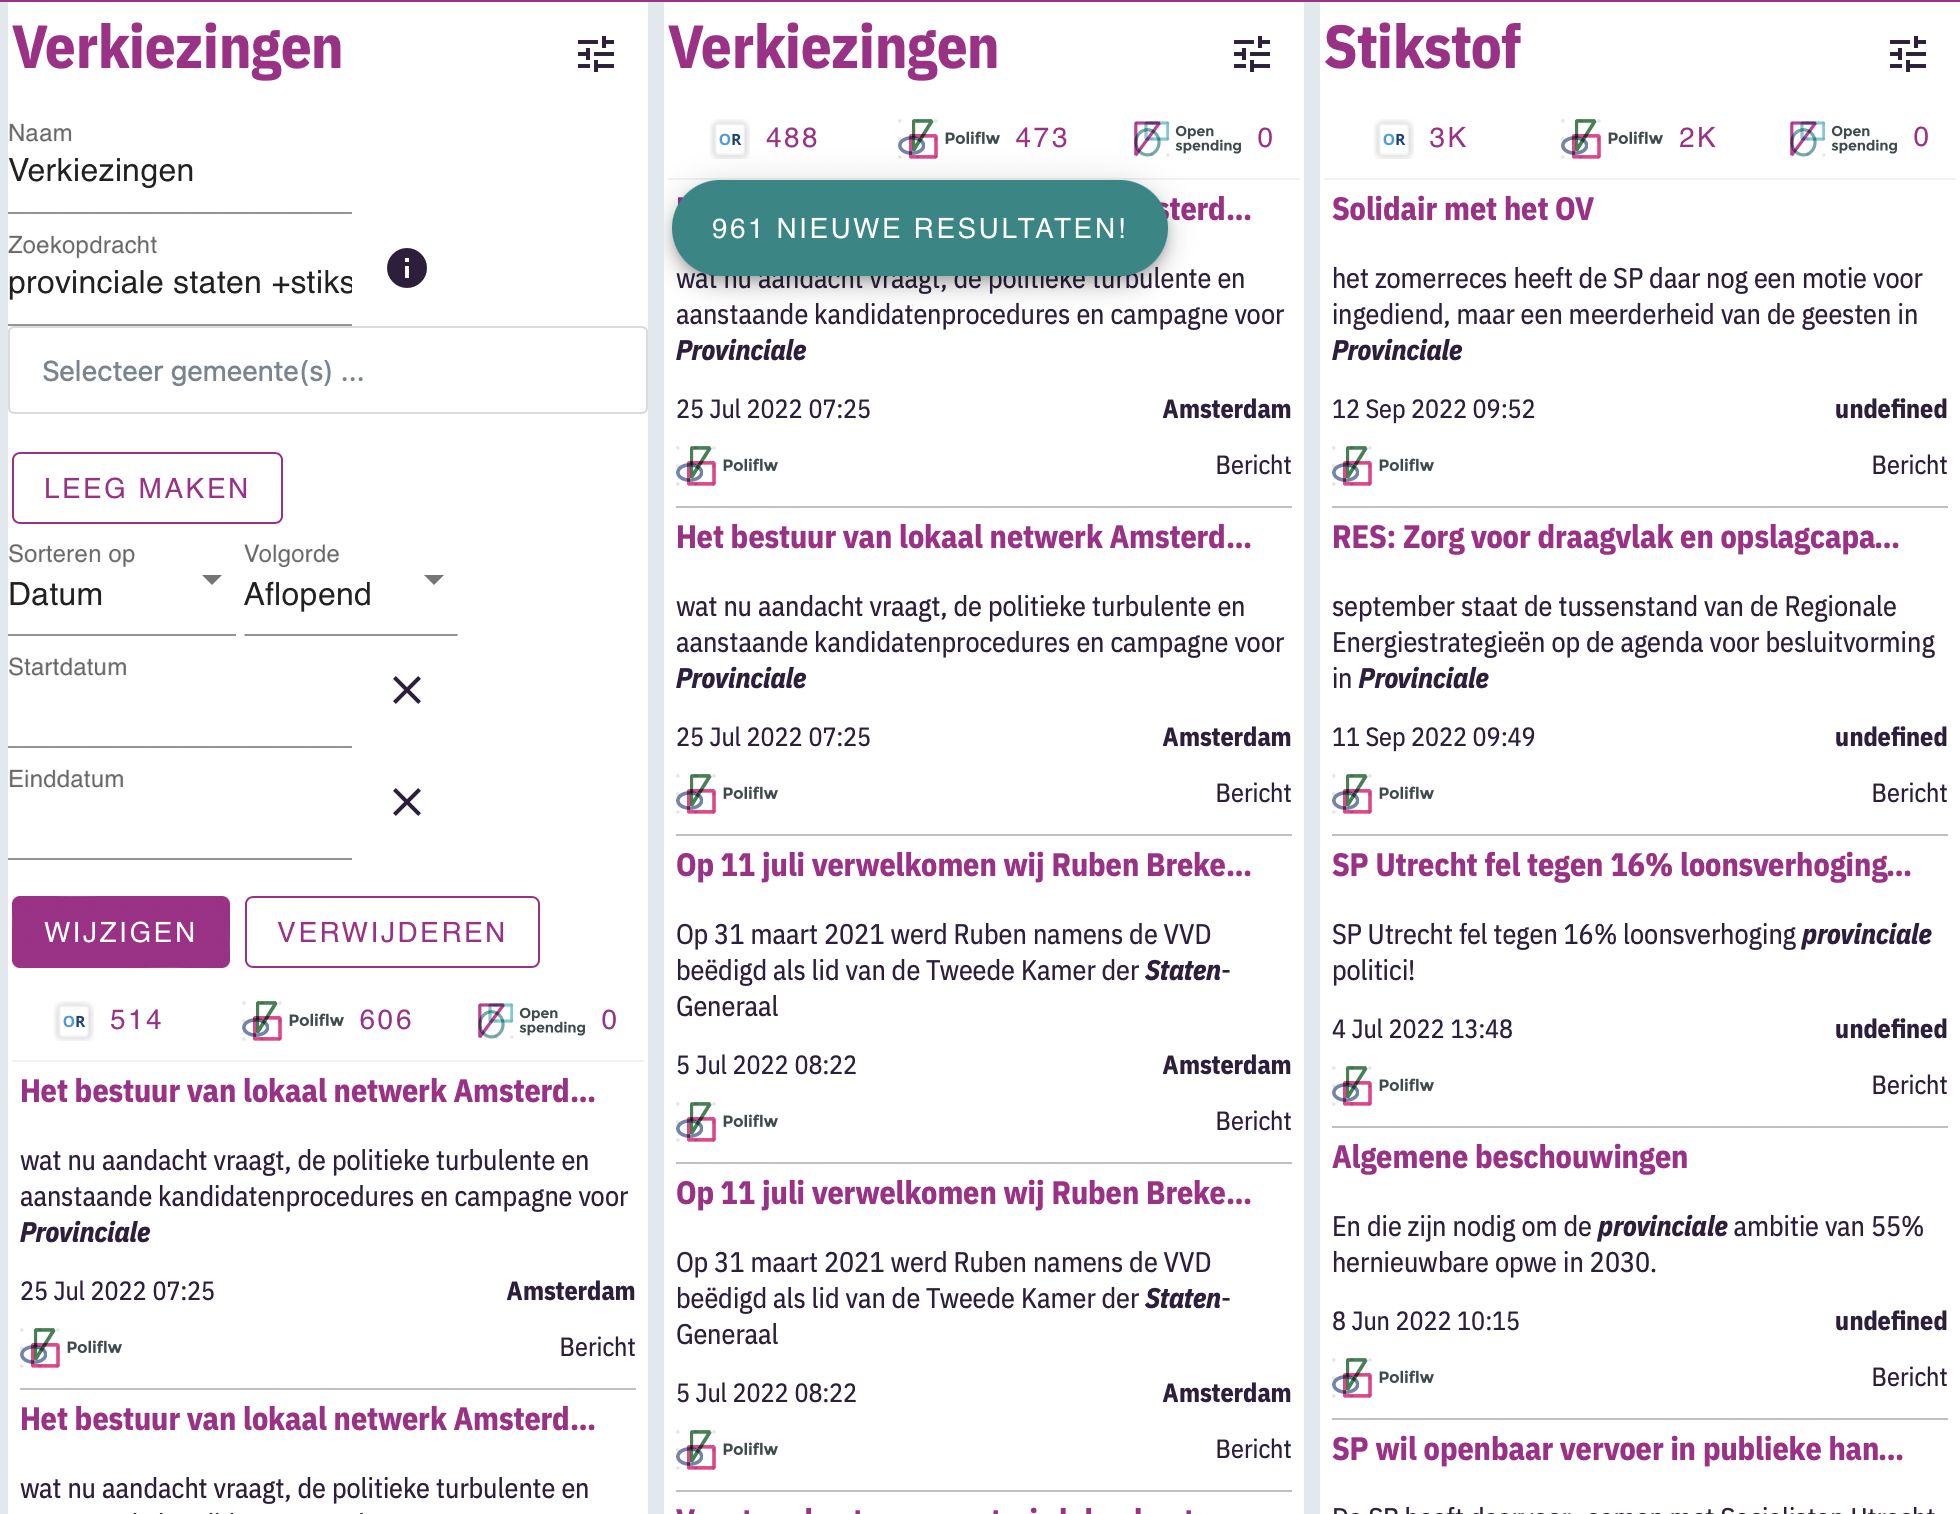 Verkiezingen
Naam
Verkiezingen
Zoekopdracht
provinciale staten +stiks
i
Selecteer gemeente(s) ...
LEEG MAKEN
Sorteren op
Datum
Volgorde
Aflopend
Startdatum
Einddatum
WIJZIGEN
VERWIJDEREN
OR 514 Poliflw 606 Open spending 0
Het bestuur van lokaal netwerk Amsterd...
wat nu aandacht vraagt, de politieke turbulente en
aanstaande kandidatenprocedures en campagne voor
Provinciale
25 Jul 2022 07:25 Amsterdam
Poliflw Bericht
Het bestuur van lokaal netwerk Amsterd...
wat nu aandacht vraagt, de politieke turbulente en
Verkiezingen
OR 488 Poliflw 473 Open spending 0
961 NIEUWE RESULTATEN!
sterd...
wat nu aandacht vraagt, de politieke turbulente en
aanstaande kandidatenprocedures en campagne voor
Provinciale
25 Jul 2022 07:25 Amsterdam
Poliflw Bericht
Het bestuur van lokaal netwerk Amsterd...
wat nu aandacht vraagt, de politieke turbulente en
aanstaande kandidatenprocedures en campagne voor
Provinciale
25 Jul 2022 07:25 Amsterdam
Poliflw Bericht
Op 11 juli verwelkomen wij Ruben Breke...
Op 31 maart 2021 werd Ruben namens de VVD
beëdigd als lid van de Tweede Kamer der Staten-
Generaal
5 Jul 2022 08:22 Amsterdam
Poliflw Bericht
Op 11 juli verwelkomen wij Ruben Breke...
Op 31 maart 2021 werd Ruben namens de VVD
beëdigd als lid van de Tweede Kamer der Staten-
Generaal
5 Jul 2022 08:22 Amsterdam
Poliflw Bericht
Stikstof
OR 3K Poliflw 2K Open spending 0
Solidair met het OV
het zomerreces heeft de SP daar nog een motie voor
ingediend, maar een meerderheid van de geesten in
Provinciale
12 Sep 2022 09:52 undefined
Poliflw Bericht
RES: Zorg voor draagvlak en opslagcapa...
september staat de tussenstand van de Regionale
Energiestrategieën op de agenda voor besluitvorming
in Provinciale
11 Sep 2022 09:49 undefined
Poliflw Bericht
SP Utrecht fel tegen 16% loonsverhoging...
SP Utrecht fel tegen 16% loonsverhoging provinciale
politici!
4 Jul 2022 13:48 undefined
Poliflw Bericht
Algemene beschouwingen
En die zijn nodig om de provinciale ambitie van 55%
hernieuwbare opwe in 2030.
8 Jun 2022 10:15 undefined
Poliflw Bericht
SP wil openbaar vervoer in publieke han...